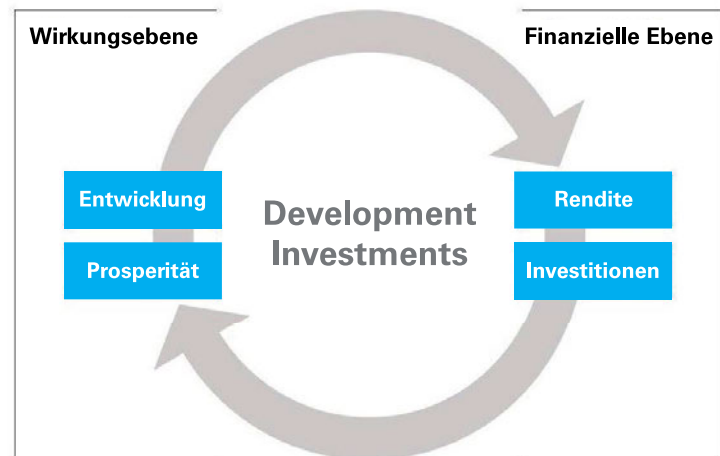 Wirkungsebene
Finanzielle Ebene
Entwicklung
Prosperität
Development
Investments
Rendite
Investitionen